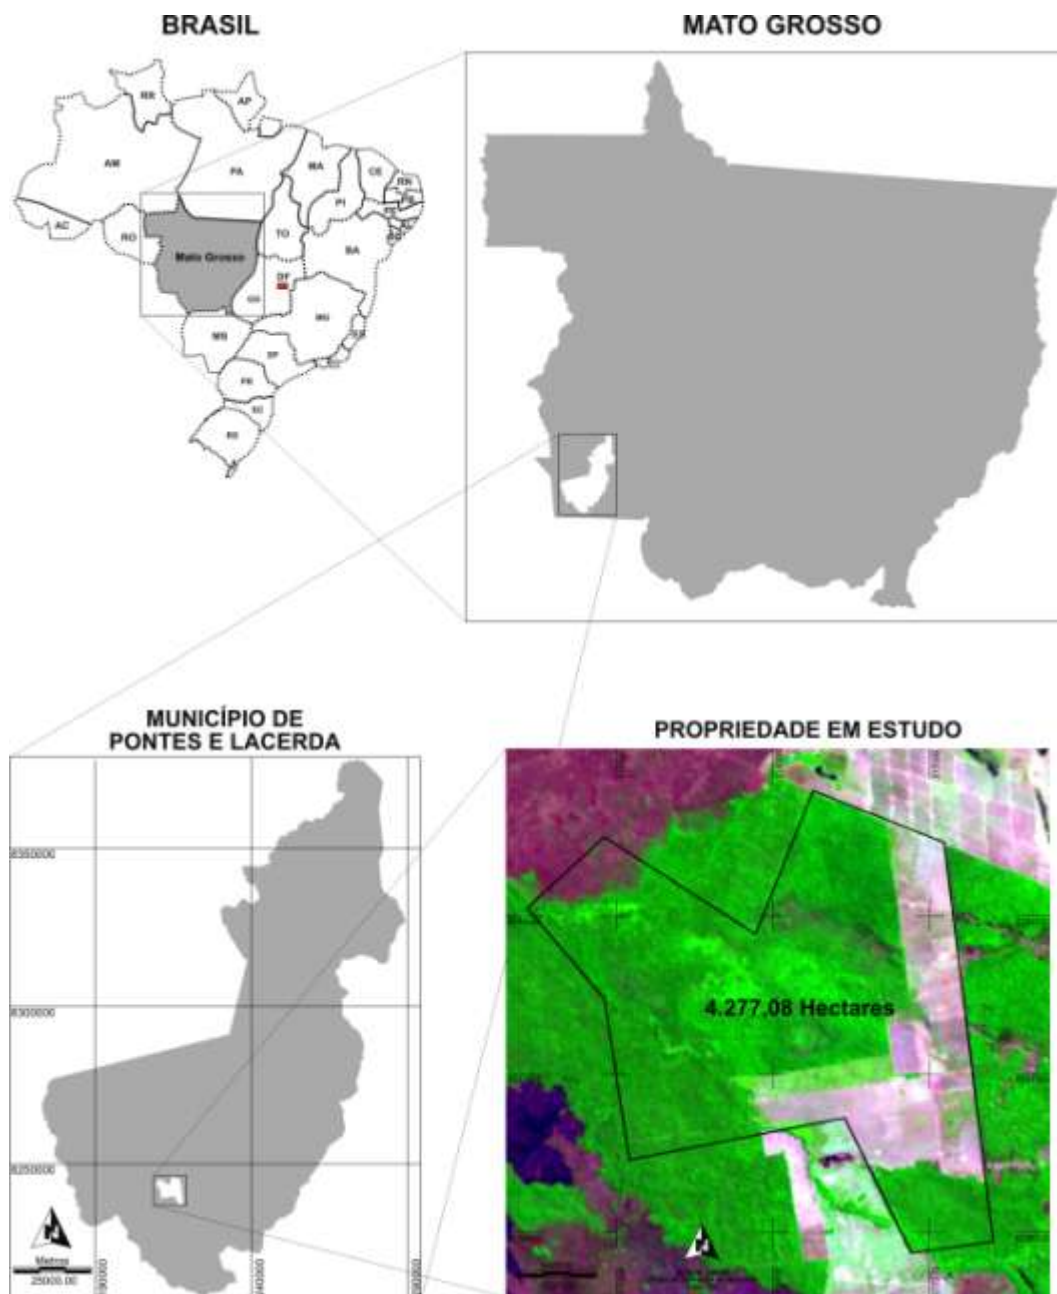 BRASIL
MATO GROSSO
RR
AP
AM
PA
MA
CE
RN
PI
AC
RO
TO
BA
Mato Grosso
DF
GO
MG
MS
SP
PR
SC
RS
MUNICÍPIO DE
PONTES E LACERDA
PROPRIEDADE EM ESTUDO
8350000
8300000
4.277,08 Hectares
8250000
N
Metros
25000.00